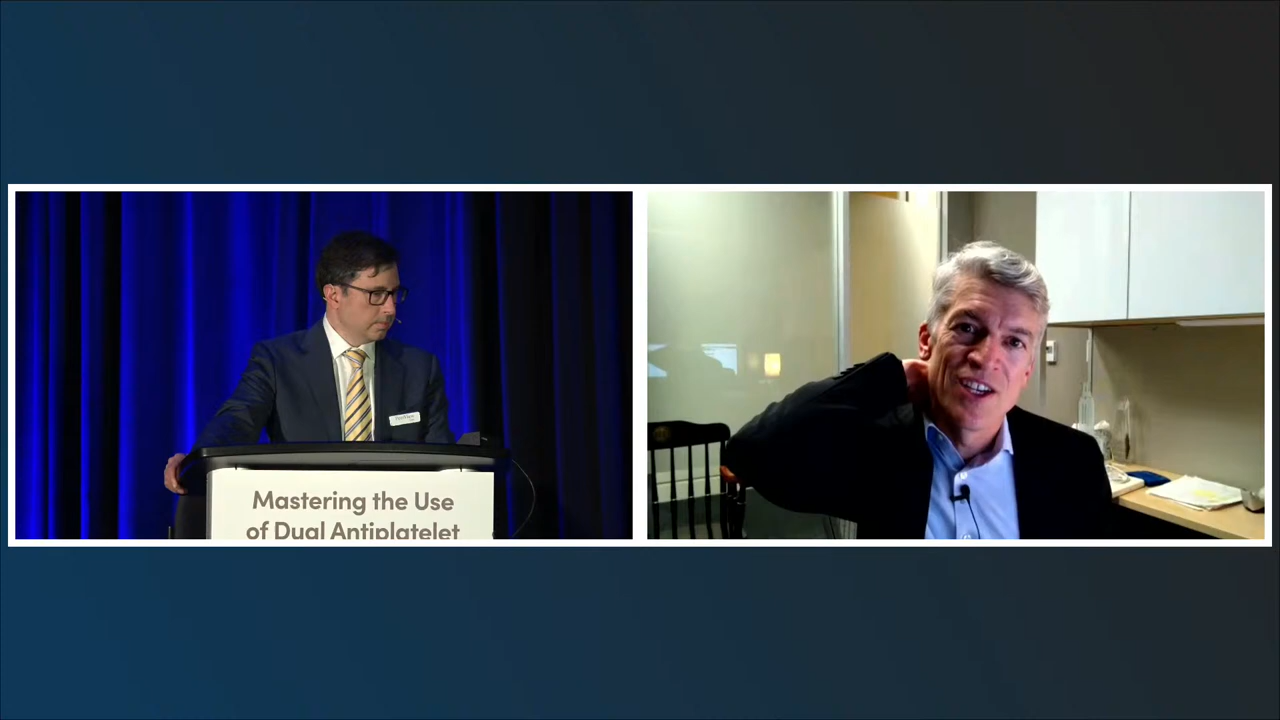 Mastering the Use
of Dual Antiplatelet